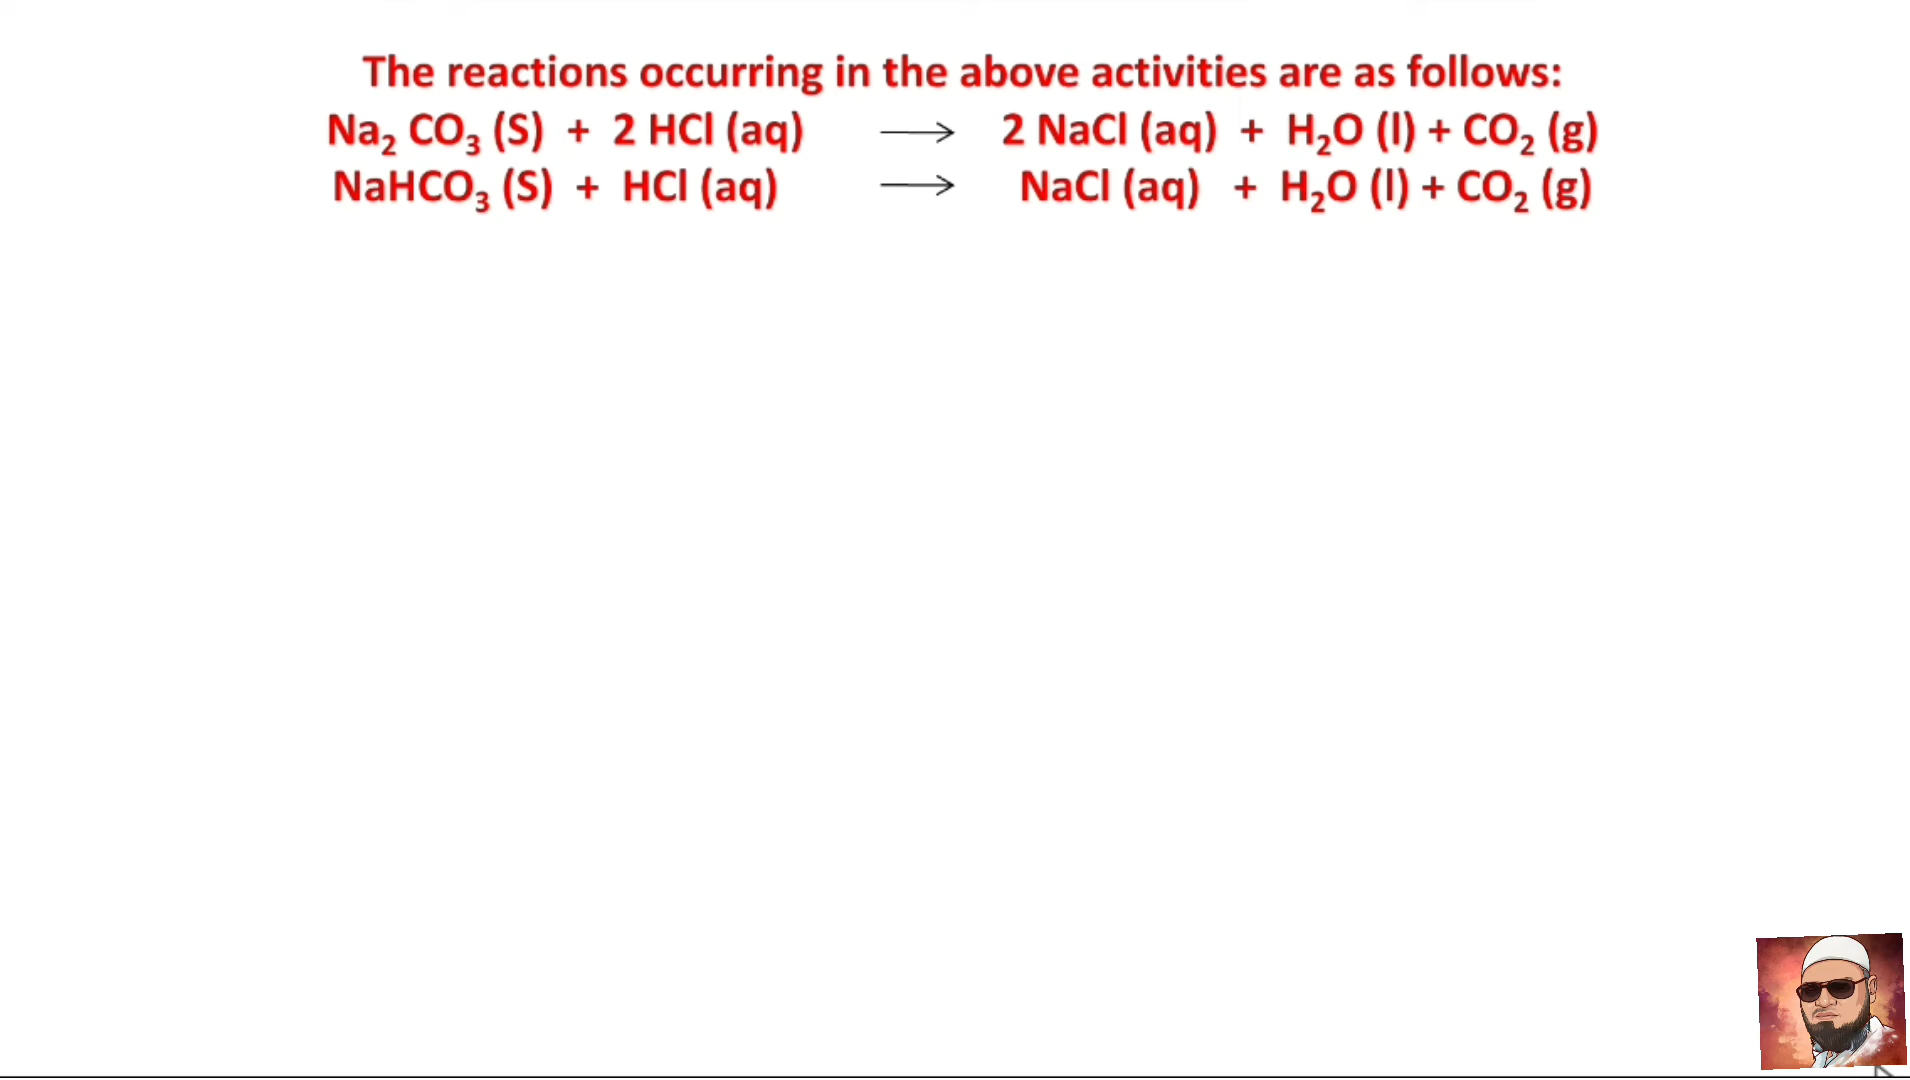 The reactions occurring in the above activities are as follows:
Na₂ CO₃ (S) + 2 HCl (aq) ⟶ 2 NaCl (aq) + H₂O (l) + CO₂ (g)
NaHCO₃ (S) + HCl (aq) ⟶ NaCl (aq) + H₂O (l) + CO₂ (g)